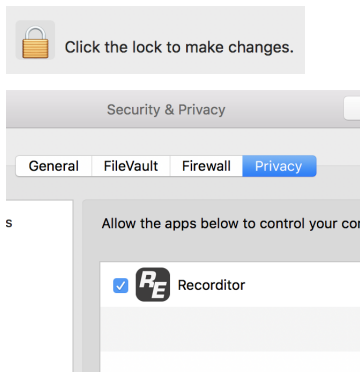 Click the lock to make changes.
Security & Privacy
General FileVault Firewall Privacy
s
Allow the apps below to control your co
RE Recorditor